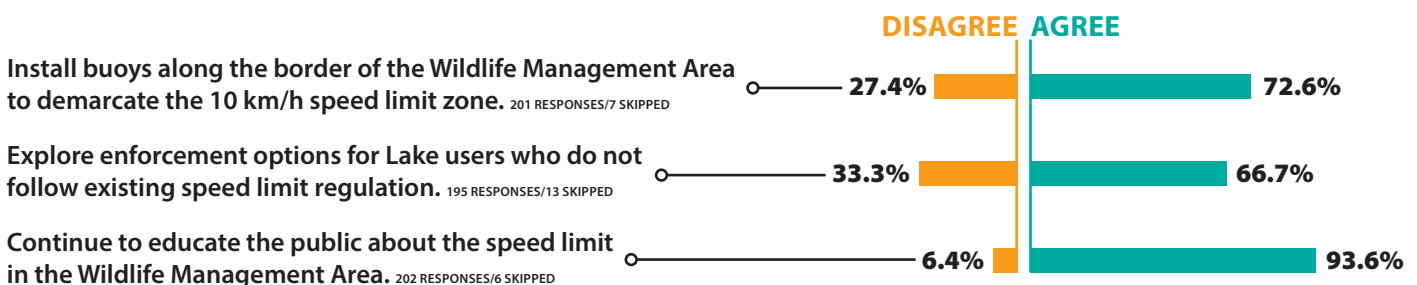 DISAGREE AGREE
Install buoys along the border of the Wildlife Management Area
to demarcate the 10 km/h speed limit zone. 201 RESPONSES/7 SKIPPED
27.4% 72.6%
Explore enforcement options for Lake users who do not
follow existing speed limit regulation. 195 RESPONSES/13 SKIPPED
33.3% 66.7%
Continue to educate the public about the speed limit
in the Wildlife Management Area. 202 RESPONSES/6 SKIPPED
6.4% 93.6%